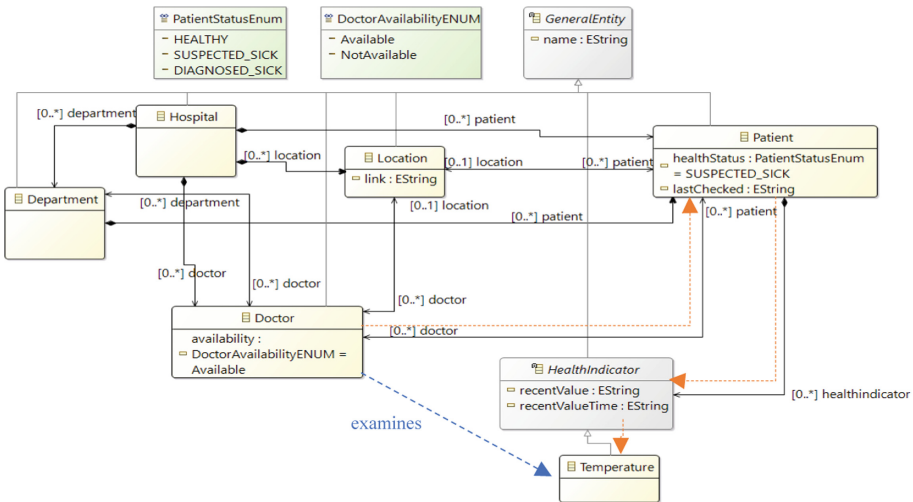 PatientStatusEnum
HEALTHY
SUSPECTED_SICK
DIAGNOSED_SICK
DoctorAvailabilityENUM
Available
NotAvailable
GeneralEntity
name : EString
[0..*] department
Hospital
[0..*] patient
[0..*] location
Location
link : EString
[0..1] location
[0..*] patient
Patient
healthStatus : PatientStatusEnum
= SUSPECTED_SICK
lastChecked : EString
Department
[0..*] department
[0..1] location
[0..*] patient
[0..*] patient
[0..*] doctor
[0..*] doctor
[0..*] doctor
Doctor
availability :
DoctorAvailabilityENUM =
Available
[0..*] doctor
HealthIndicator
recentValue : EString
recentValueTime : EString
[0..*] healthindicator
examines
Temperature